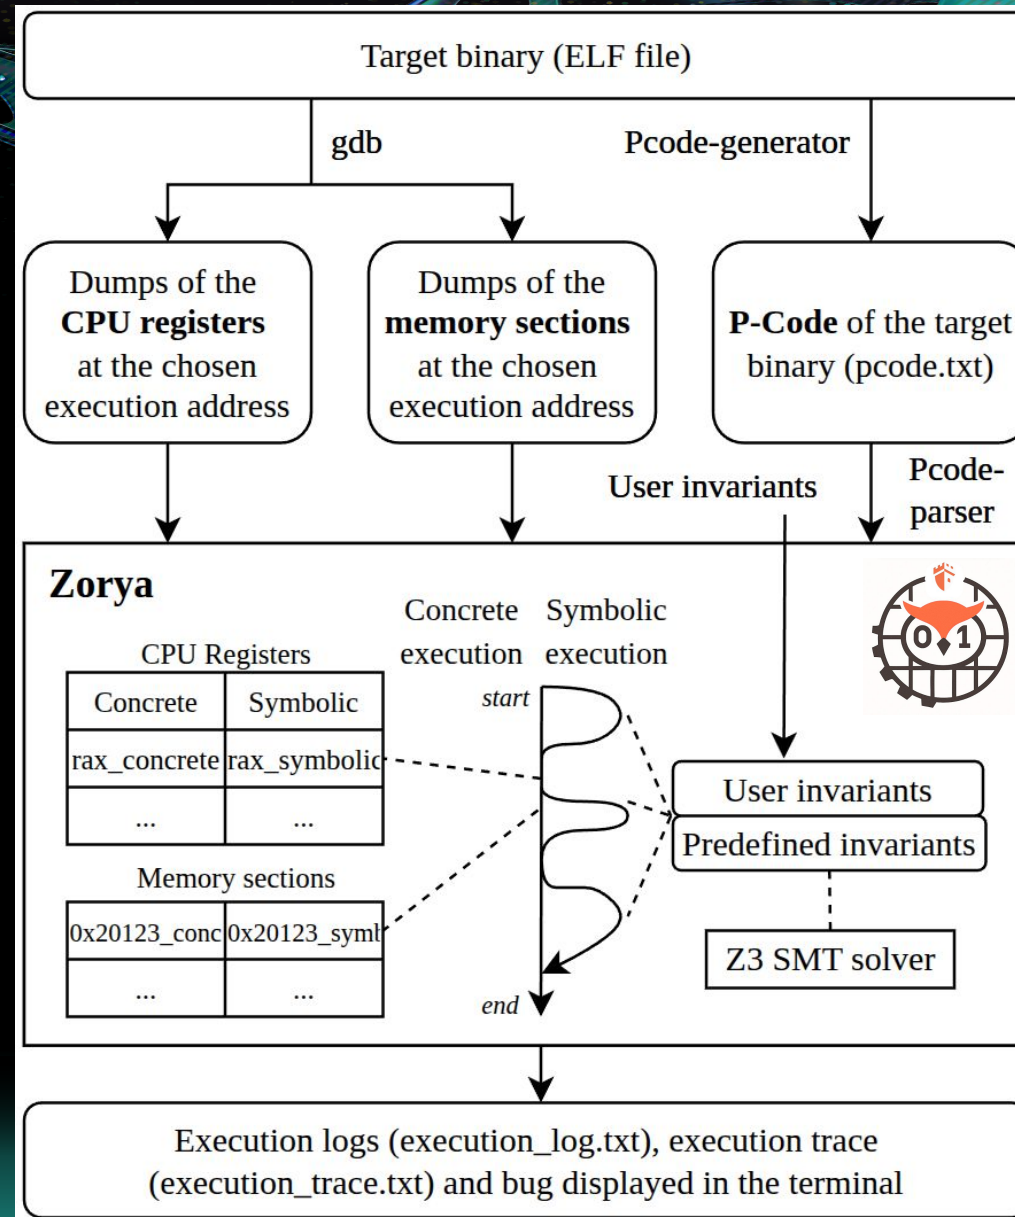 Target binary (ELF file)
gdb
Pcode-generator
Dumps of the
CPU registers
at the chosen
execution address
Dumps of the
memory sections
at the chosen
execution address
P-Code of the target
binary (pcode.txt)
User invariants
Pcode-
parser
Zorya
Concrete
execution
Symbolic
execution
0 1
CPU Registers
Concrete
Symbolic
rax_concrete
rax_symbolic
...
...
start
User invariants
Predefined invariants
Memory sections
0x20123_conc
0x20123_symb
...
...
Z3 SMT solver
end
Execution logs (execution_log.txt), execution trace
(execution_trace.txt) and bug displayed in the terminal